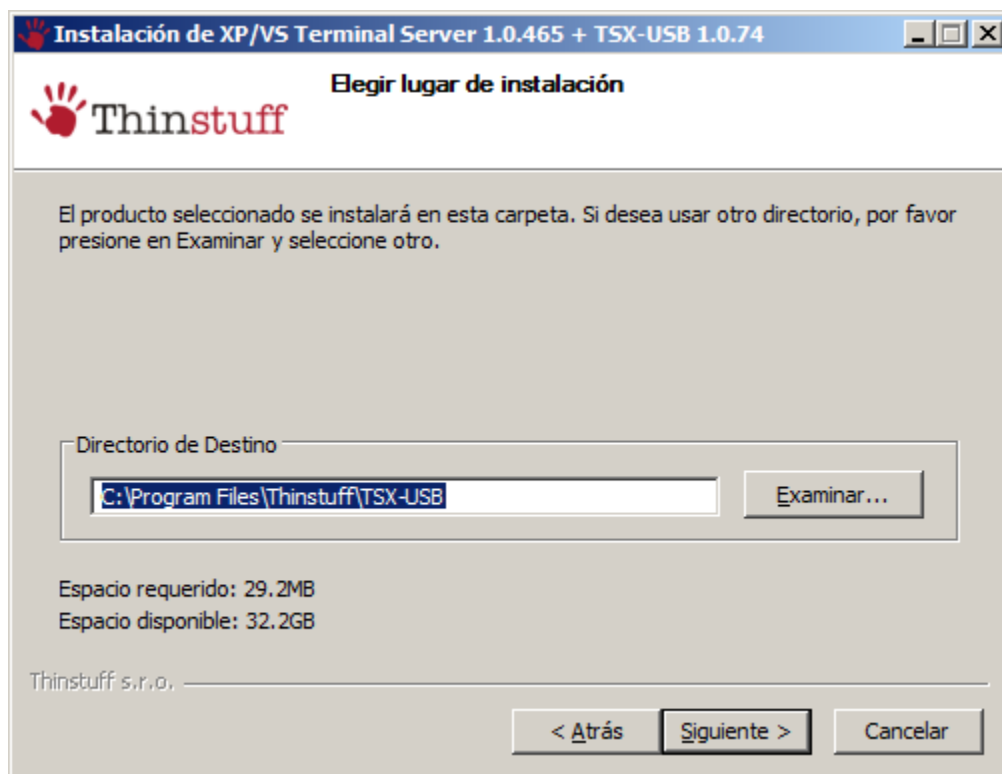 Instalación de XP/VS Terminal Server 1.0.465 + TSX-USB 1.0.74
Thinstuff
Elegir lugar de instalación
El producto seleccionado se instalará en esta carpeta. Si desea usar otro directorio, por favor
presione en Examinar y seleccione otro.
Directorio de Destino
C:\Program Files\Thinstuff\TSX-USB
Examinar...
Espacio requerido: 29.2MB
Espacio disponible: 32.2GB
Thinstuff s.r.o.
< Atrás
Siguiente >
Cancelar